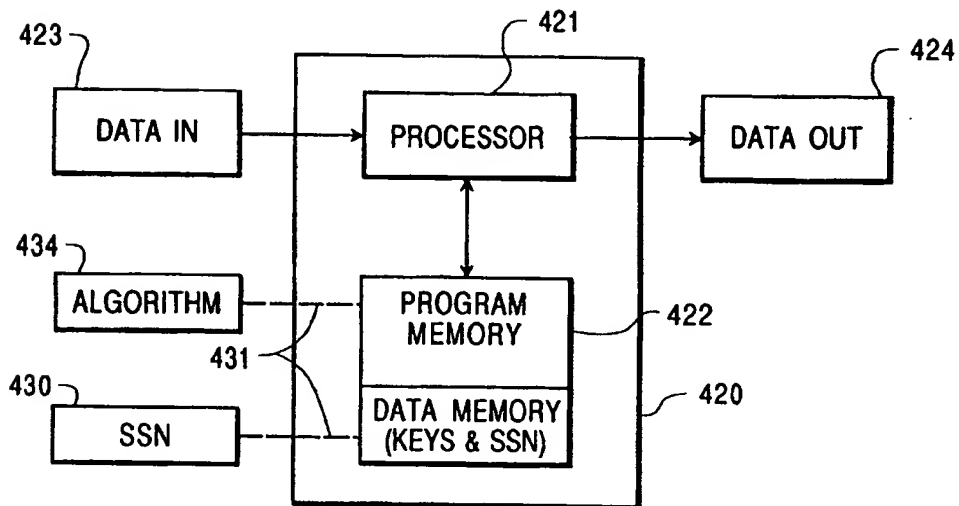 423
421
424
DATA IN
PROCESSOR
DATA OUT
434
ALGORITHM
PROGRAM
MEMORY
422
431
430
SSN
DATA MEMORY
(KEYS & SSN)
420